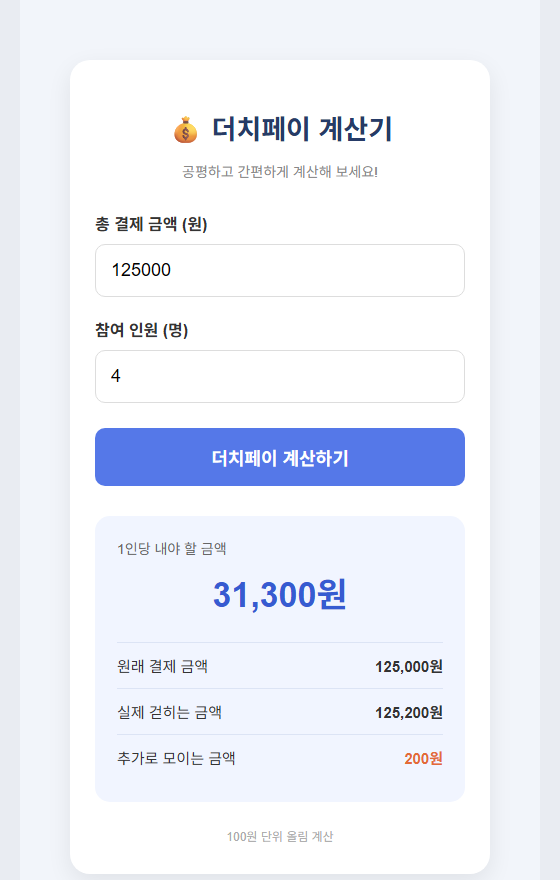 💰 더치페이 계산기
공평하고 간편하게 계산해 보세요!
총 결제 금액 (원)
125000
참여 인원 (명)
4
더치페이 계산하기
1인당 내야 할 금액
31,300원
원래 결제 금액 125,000원
실제 걷히는 금액 125,200원
추가로 모이는 금액 200원
100원 단위 올림 계산